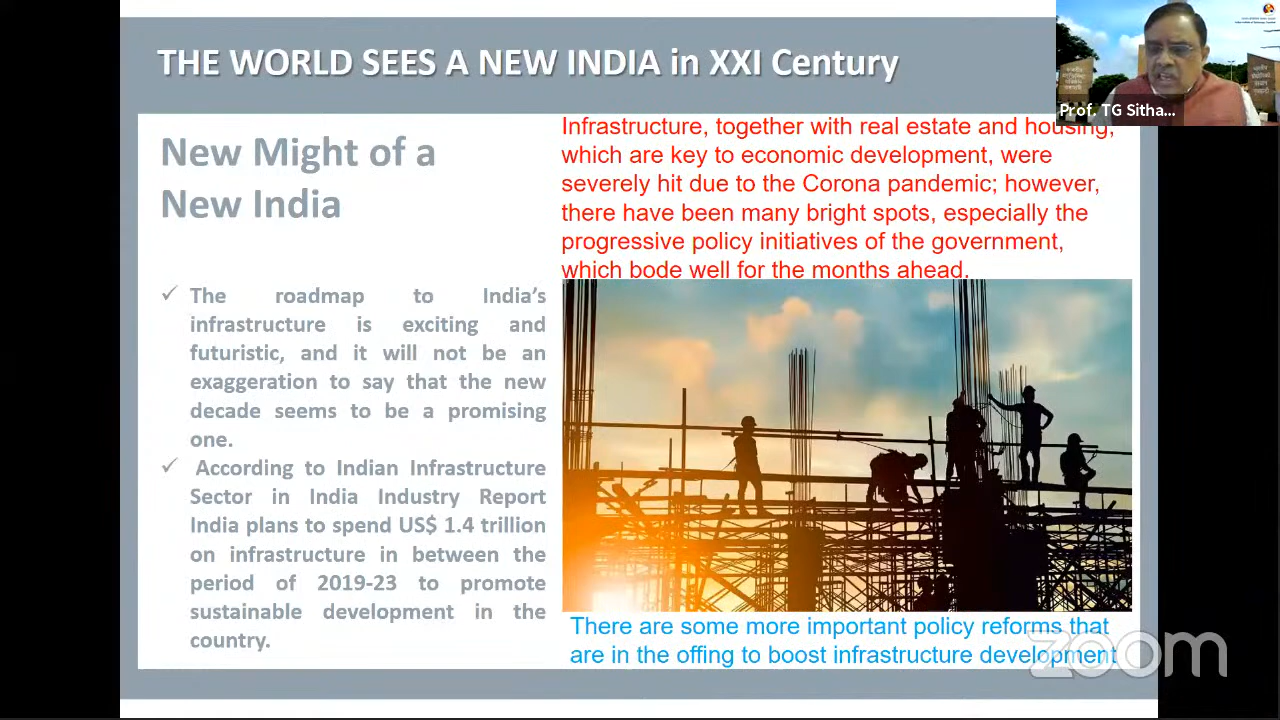 THE WORLD SEES A NEW INDIA in XXI Century
Prof. TG Sitha...
New Might of a
New India
Infrastructure, together with real estate and housing,
which are key to economic development, were
severely hit due to the Corona pandemic; however,
there have been many bright spots, especially the
progressive policy initiatives of the government,
which bode well for the months ahead.
✓ The roadmap to India's
infrastructure is exciting and
futuristic, and it will not be an
exaggeration to say that the new
decade seems to be a promising
one.
✓ According to Indian Infrastructure
Sector in India Industry Report
India plans to spend US$ 1.4 trillion
on infrastructure in between the
period of 2019-23 to promote
sustainable development in the
country.
There are some more important policy reforms that
are in the offing to boost infrastructure development
zoom